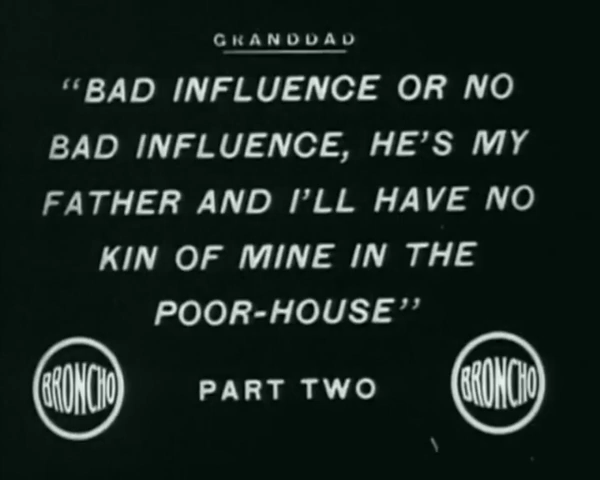 GRANDDAD
"BAD INFLUENCE OR NO
BAD INFLUENCE, HE'S MY
FATHER AND I'LL HAVE NO
KIN OF MINE IN THE
POOR-HOUSE"
BRONCHO
PART TWO
BRONCHO